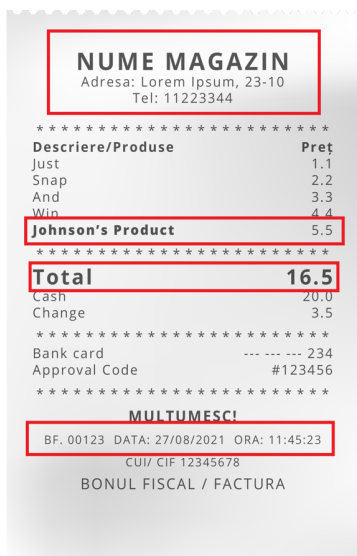 NUME MAGAZIN
Adresa: Lorem Ipsum, 23-10
Tel: 11223344
* * * * * * * * * * * * * * * * * * * * * * * *
Descriere/Produse Preț
Just 1.1
Snap 2.2
And 3.3
Win 4.4
Johnson's Product 5.5
* * * * * * * * * * * * * * * * * * * * * * * *
Total 16.5
Cash 20.0
Change 3.5
* * * * * * * * * * * * * * * * * * * * * * * *
Bank card --- --- --- 234
Approval Code #123456
* * * * * * * * * * * * * * * * * * * * * * * *
MULTUMESC!
BF. 00123 DATA: 27/08/2021 ORA: 11:45:23
CUI/ CIF 12345678
BONUL FISCAL / FACTURA